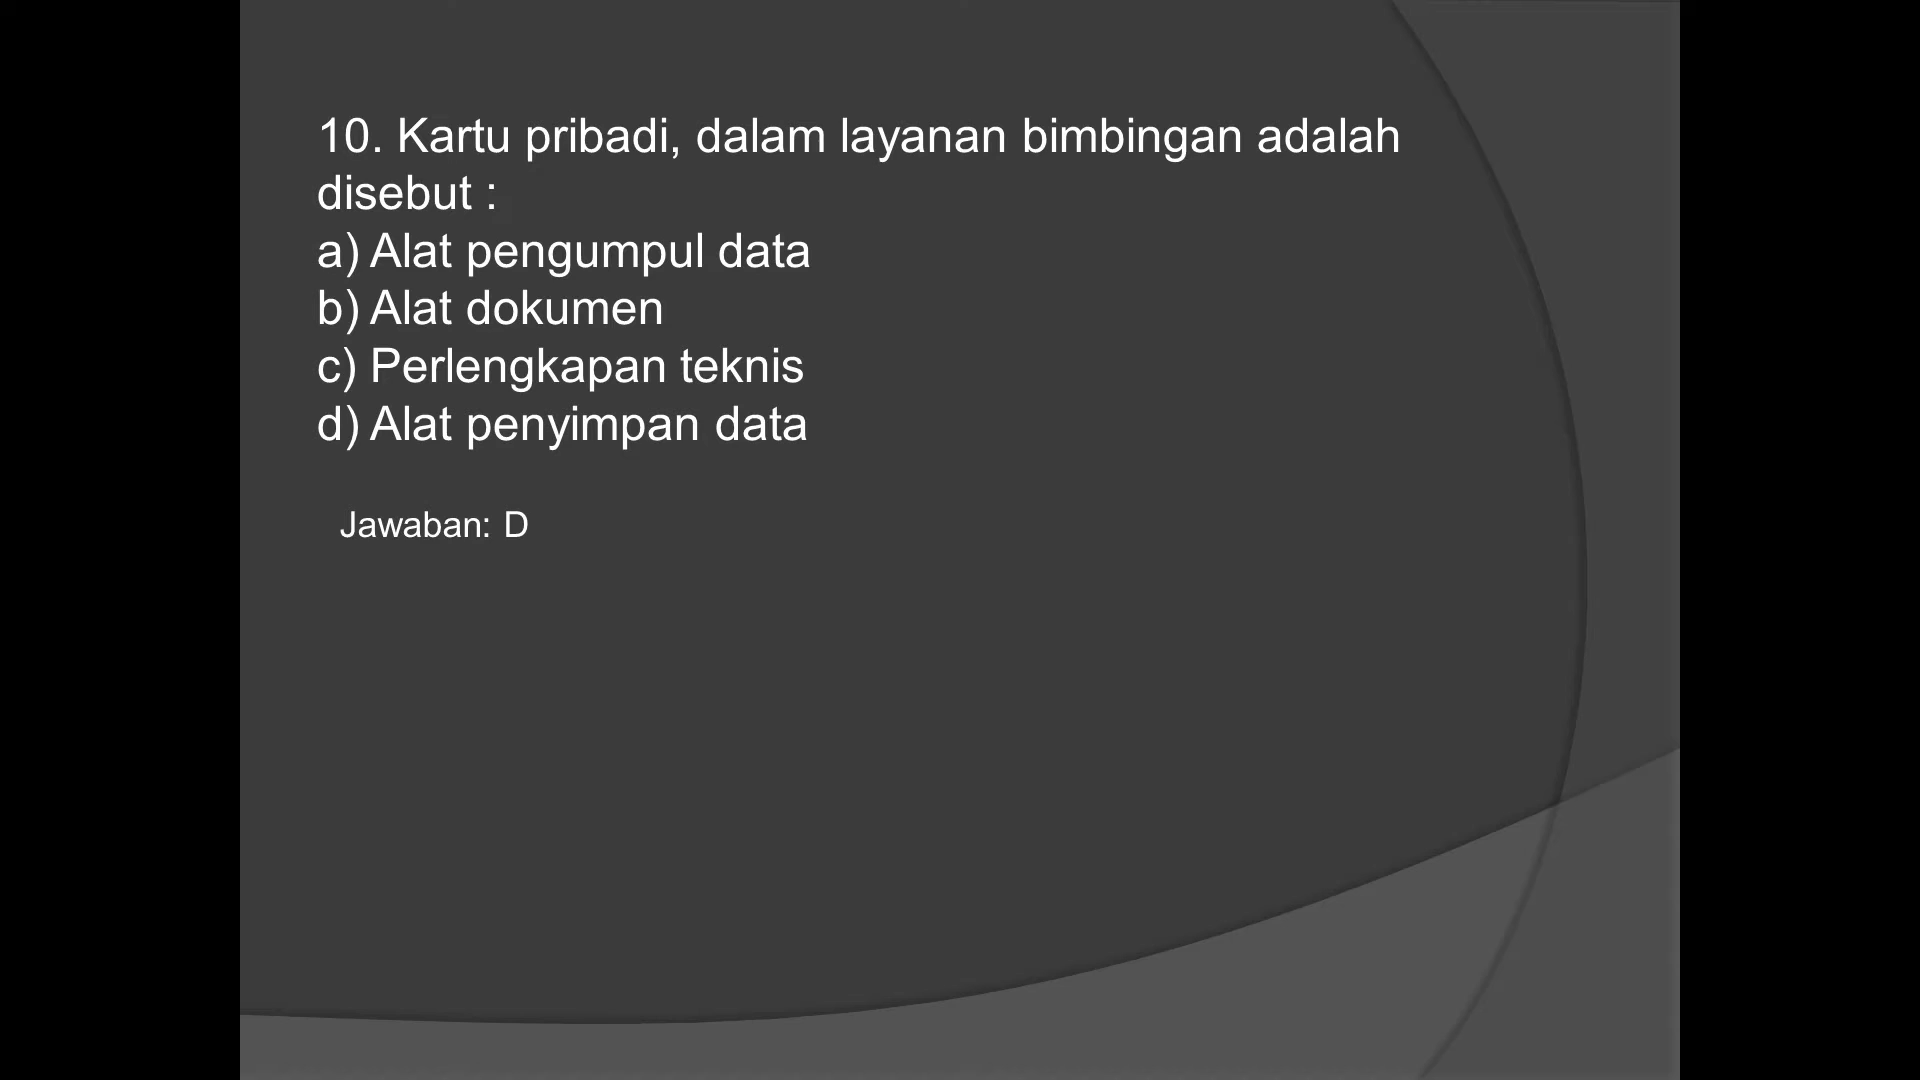 10. Kartu pribadi, dalam layanan bimbingan adalah
disebut :
a) Alat pengumpul data
b) Alat dokumen
c) Perlengkapan teknis
d) Alat penyimpan data
Jawaban: D